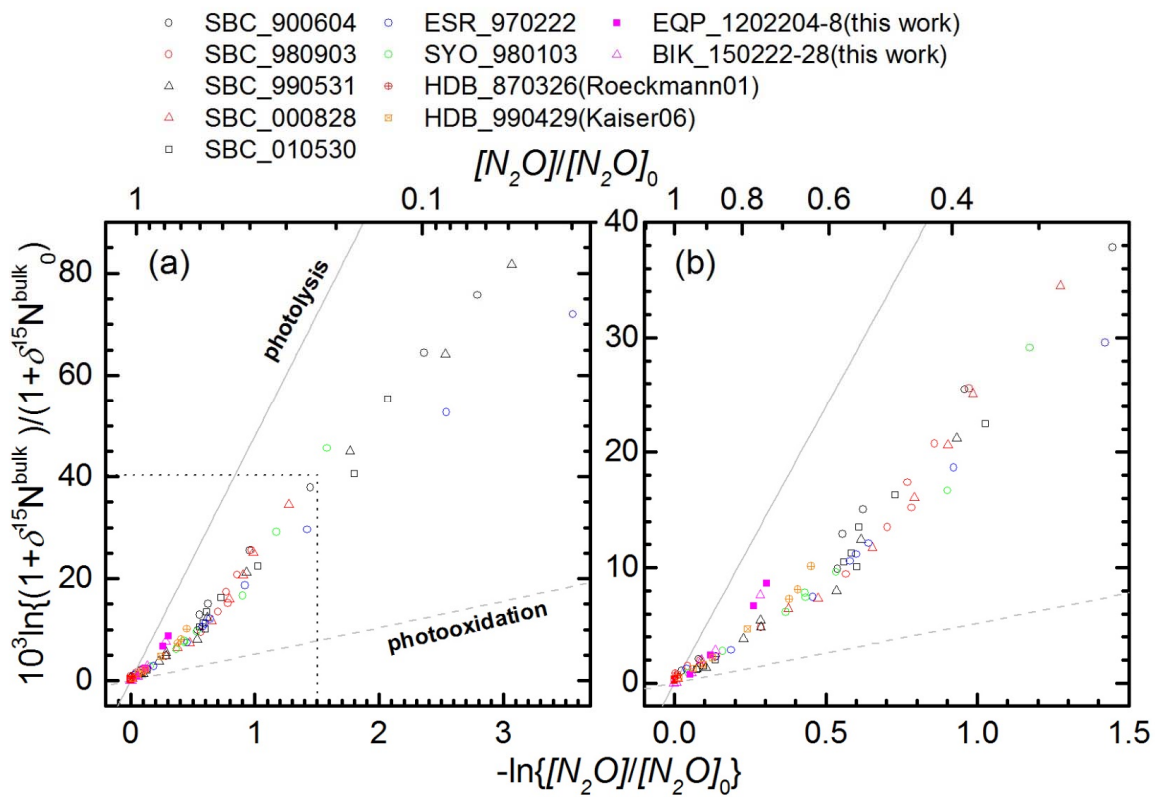 SBC_900604 ESR_970222 EQP_1202204-8(this work)
SBC_980903 SYO_980103 BIK_150222-28(this work)
SBC_990531 HDB_870326(Roeckmann01)
SBC_000828 HDB_990429(Kaiser06)
SBC_010530
[N₂O]/[N₂O]₀
1 0.1 1 0.8 0.6 0.4
(a)
(b)
photolysis
photooxidation
10³ln{(1+δ¹⁵Nᵇᵘˡᵏ)/(1+δ¹⁵Nᵇᵘˡᵏ₀)
80
60
40
20
0
40
30
20
10
0
0 1 2 3 0.0 0.5 1.0 1.5
-ln{[N₂O]/[N₂O]₀}